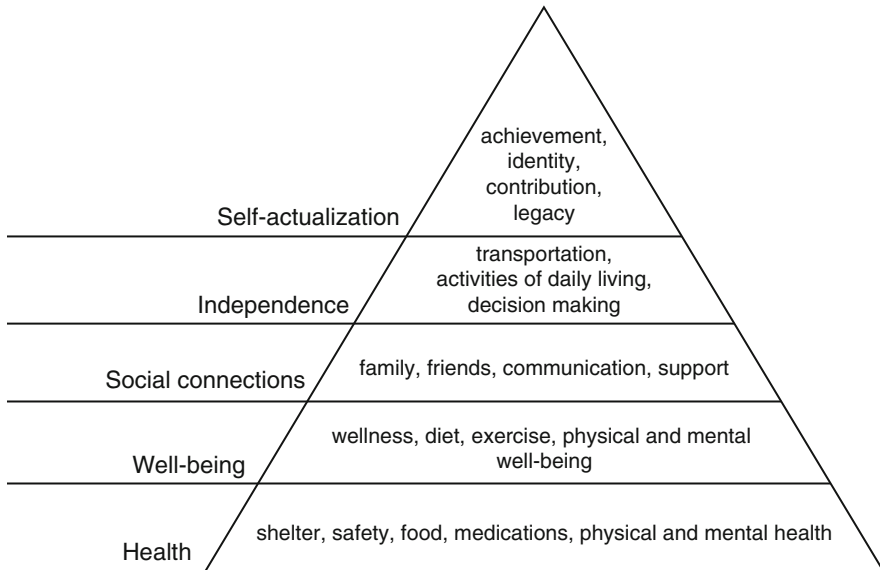 achievement,
identity,
contribution,
legacy
Self-actualization
transportation,
activities of daily living,
decision making
Independence
family, friends, communication, support
Social connections
wellness, diet, exercise, physical and mental
well-being
Well-being
shelter, safety, food, medications, physical and mental health
Health